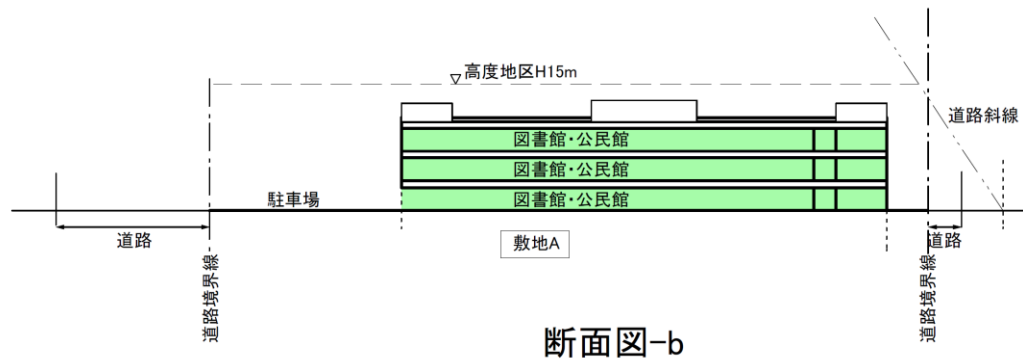 高度地区H15m
道路斜線
図書館・公民館
図書館・公民館
図書館・公民館
駐車場
道路
敷地A
道路
道路境界線
道路境界線
断面図-b